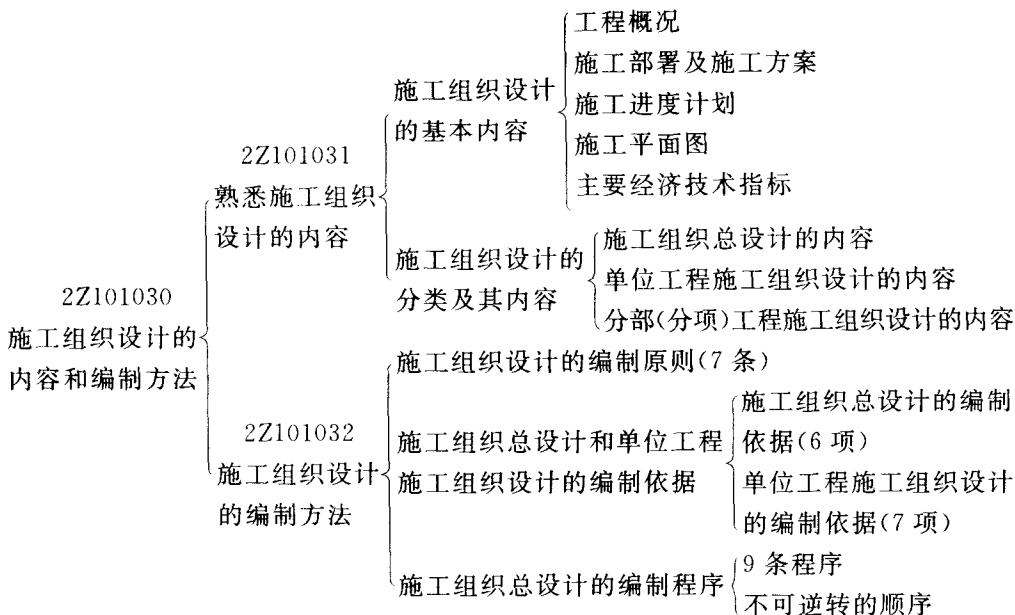 2Z101030
施工组织设计的
内容和编制方法
2Z101031
熟悉施工组织
设计的内容
施工组织设计
的基本内容
工程概况
施工部署及施工方案
施工进度计划
施工平面图
主要经济技术指标
施工组织设计的
分类及其内容
施工组织总设计的内容
单位工程施工组织设计的内容
分部(分项)工程施工组织设计的内容
2Z101032
施工组织设计
的编制方法
施工组织设计的编制原则(7 条)
施工组织总设计和单位工程
施工组织设计的编制依据
施工组织总设计的编制
依据(6 项)
单位工程施工组织设计
的编制依据(7 项)
施工组织总设计的编制程序
9 条程序
不可逆转的顺序